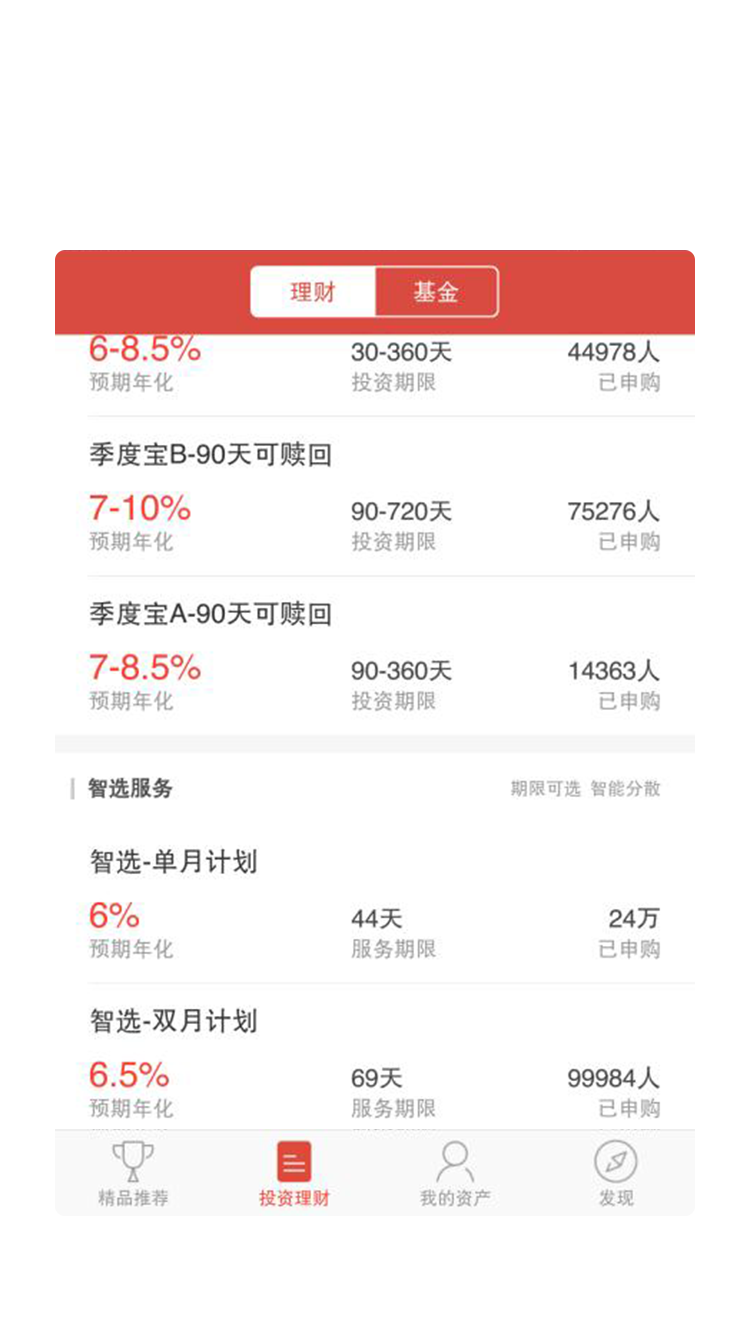 理财 基金
6-8.5% 30-360天 44978人
预期年化 投资期限 已申购
季度宝B-90天可赎回
7-10% 90-720天 75276人
预期年化 投资期限 已申购
季度宝A-90天可赎回
7-8.5% 90-360天 14363人
预期年化 投资期限 已申购
智选服务 期限可选 智能分散
智选-单月计划
6% 44天 24万
预期年化 服务期限 已申购
智选-双月计划
6.5% 69天 99984人
预期年化 服务期限 已申购
精品推荐 投资理财 我的资产 发现